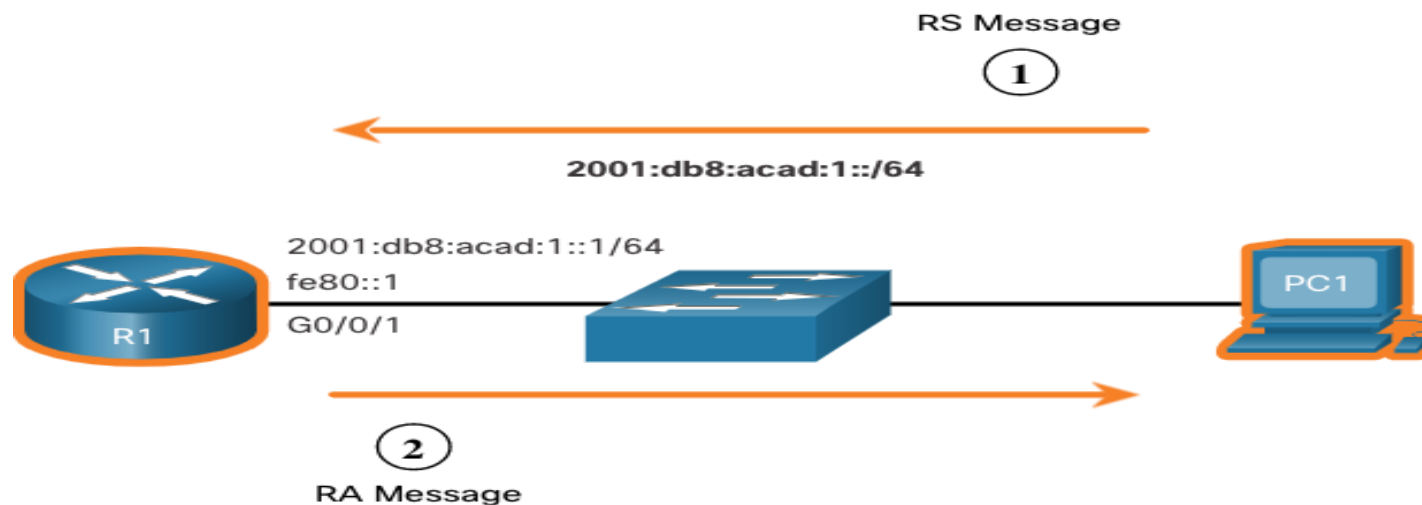 RS Message
1
2001:db8:acad:1::/64
2001:db8:acad:1::1/64
fe80::1
G0/0/1
R1
PC1
2
RA Message